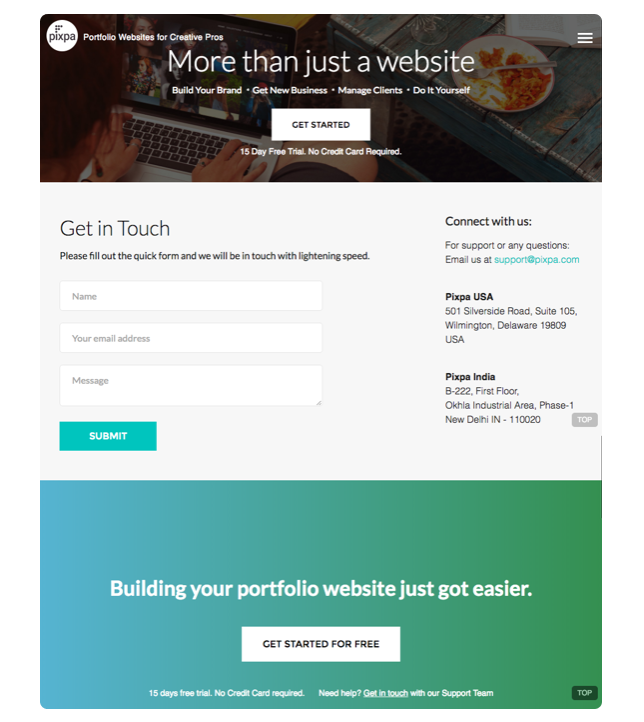 pixpa
Portfolio Websites for Creative Pros
More than just a website
Build Your Brand • Get New Business • Manage Clients • Do It Yourself
GET STARTED
15 Day Free Trial. No Credit Card Required.
Get in Touch
Please fill out the quick form and we will be in touch with lightening speed.
Name
Your email address
Message
SUBMIT
Connect with us:
For support or any questions:
Email us at support@pixpa.com
Pixpa USA
501 Silverside Road, Suite 105,
Wilmington, Delaware 19809
USA
Pixpa India
B-222, First Floor,
Okhla Industrial Area, Phase-1
New Delhi IN - 110020
TOP
Building your portfolio website just got easier.
GET STARTED FOR FREE
15 days free trial. No Credit Card required. Need help? Get in touch with our Support Team
TOP